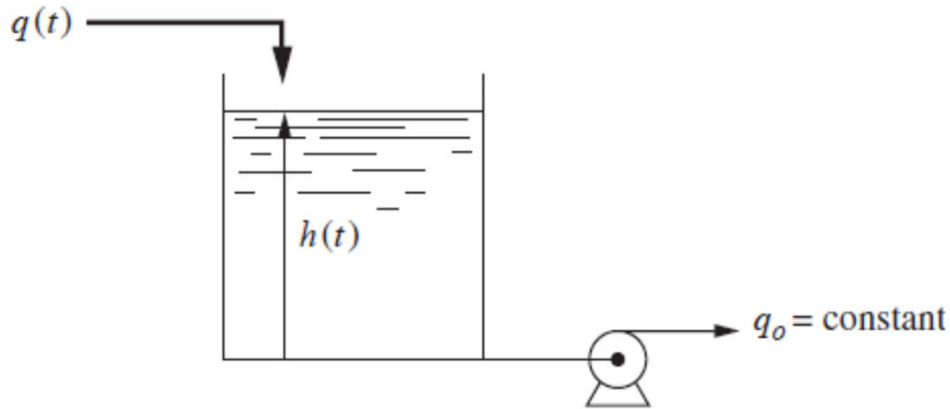 q(t)
h(t)
q_o = constant